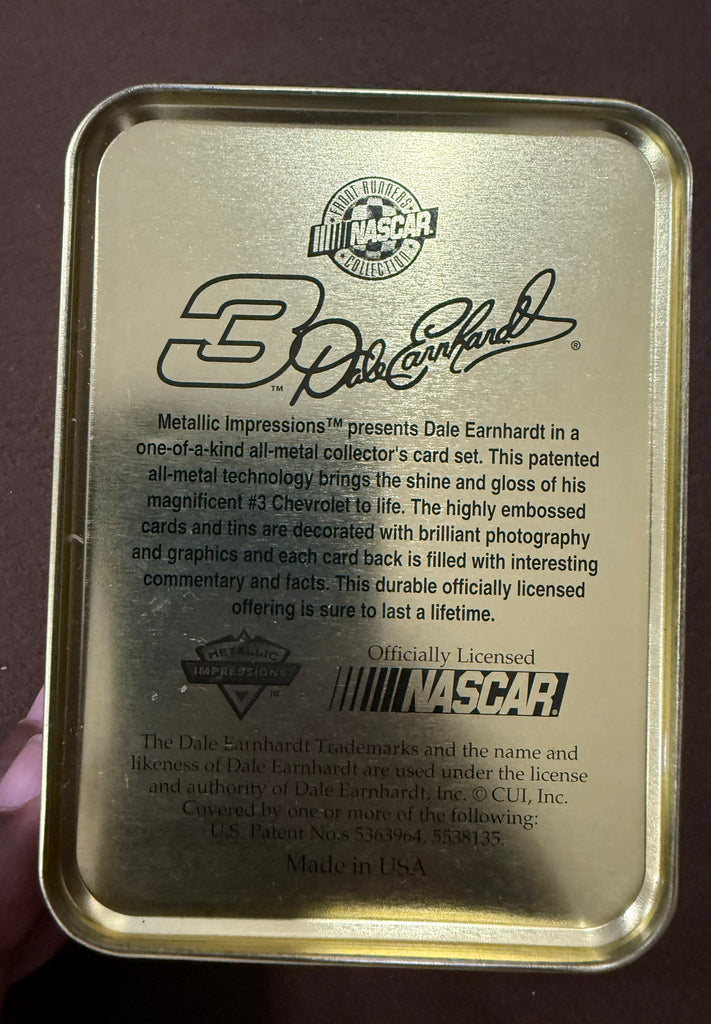 FRONT RUNNERS
NASCAR
COLLECTION
3™ Dale Earnhardt ®
Metallic Impressions™ presents Dale Earnhardt in a
one-of-a-kind all-metal collector's card set. This patented
all-metal technology brings the shine and gloss of his
magnificent #3 Chevrolet to life. The highly embossed
cards and tins are decorated with brilliant photography
and graphics and each card back is filled with interesting
commentary and facts. This durable officially licensed
offering is sure to last a lifetime.
METALLIC
IMPRESSIONS™
Officially Licensed
NASCAR®
The Dale Earnhardt Trademarks and the name and
likeness of Dale Earnhardt are used under the license
and authority of Dale Earnhardt, Inc. © CUI, Inc.
Covered by one or more of the following:
U.S. Patent No.s 5363964, 5538135.
Made in USA